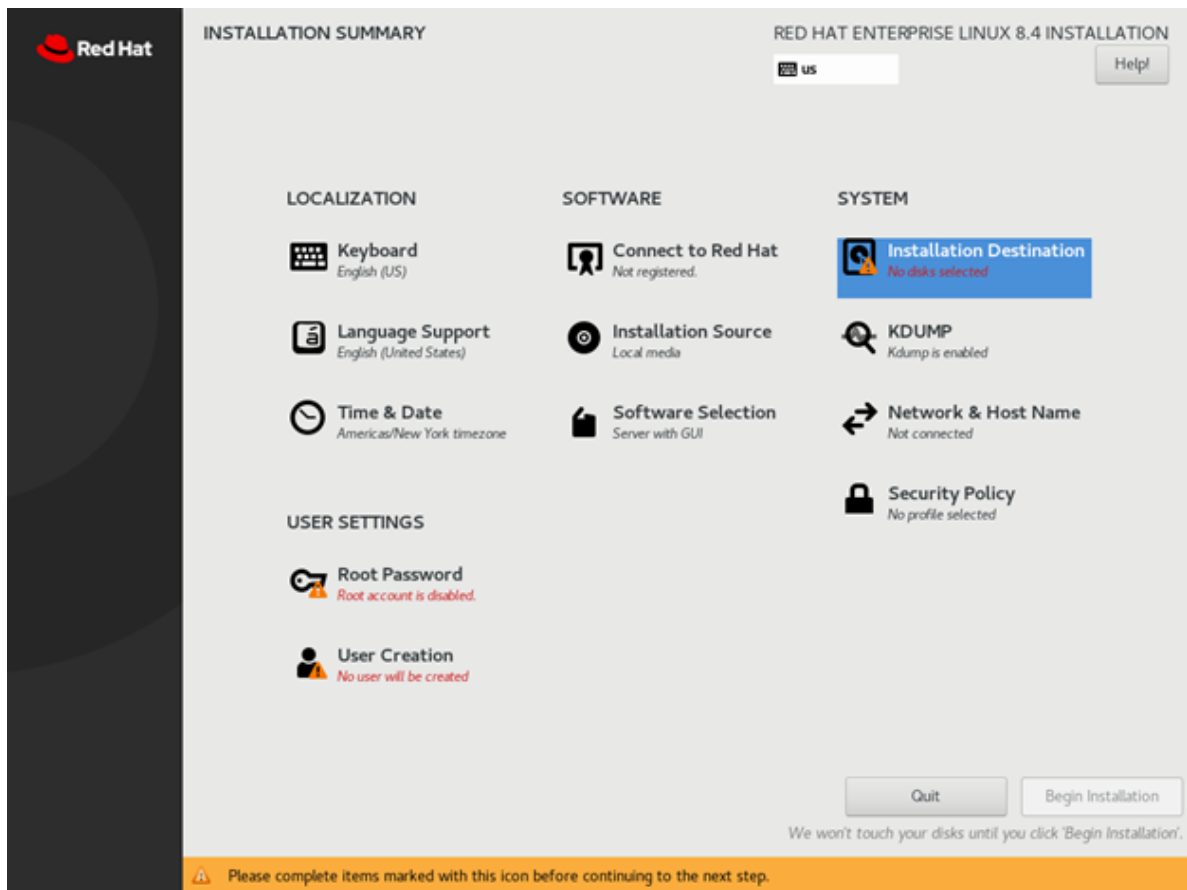 Red Hat
INSTALLATION SUMMARY
RED HAT ENTERPRISE LINUX 8.4 INSTALLATION
us
Help!
LOCALIZATION
Keyboard
English (US)
Language Support
English (United States)
Time & Date
Americas/New York timezone
SOFTWARE
Connect to Red Hat
Not registered.
Installation Source
Local media
Software Selection
Server with GUI
SYSTEM
Installation Destination
No disks selected
KDUMP
Kdump is enabled
Network & Host Name
Not connected
Security Policy
No profile selected
USER SETTINGS
Root Password
Root account is disabled.
User Creation
No user will be created
Quit
Begin Installation
We won't touch your disks until you click 'Begin Installation'.
Please complete items marked with this icon before continuing to the next step.